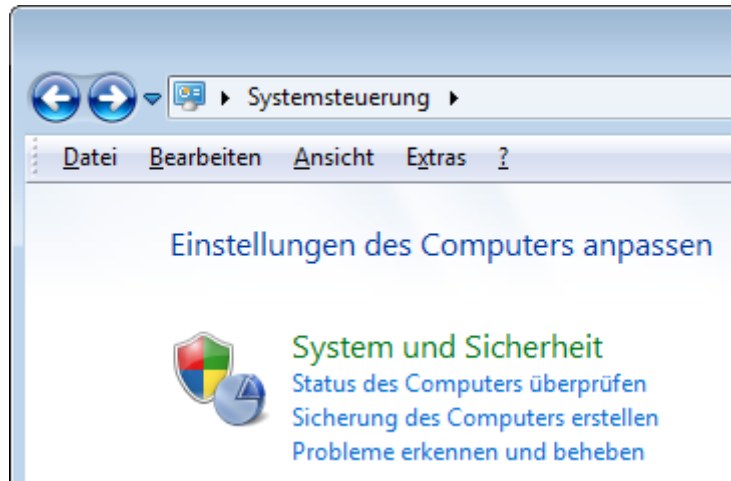 Systemsteuerung
Datei Bearbeiten Ansicht Extras ?
Einstellungen des Computers anpassen
System und Sicherheit
Status des Computers überprüfen
Sicherung des Computers erstellen
Probleme erkennen und beheben